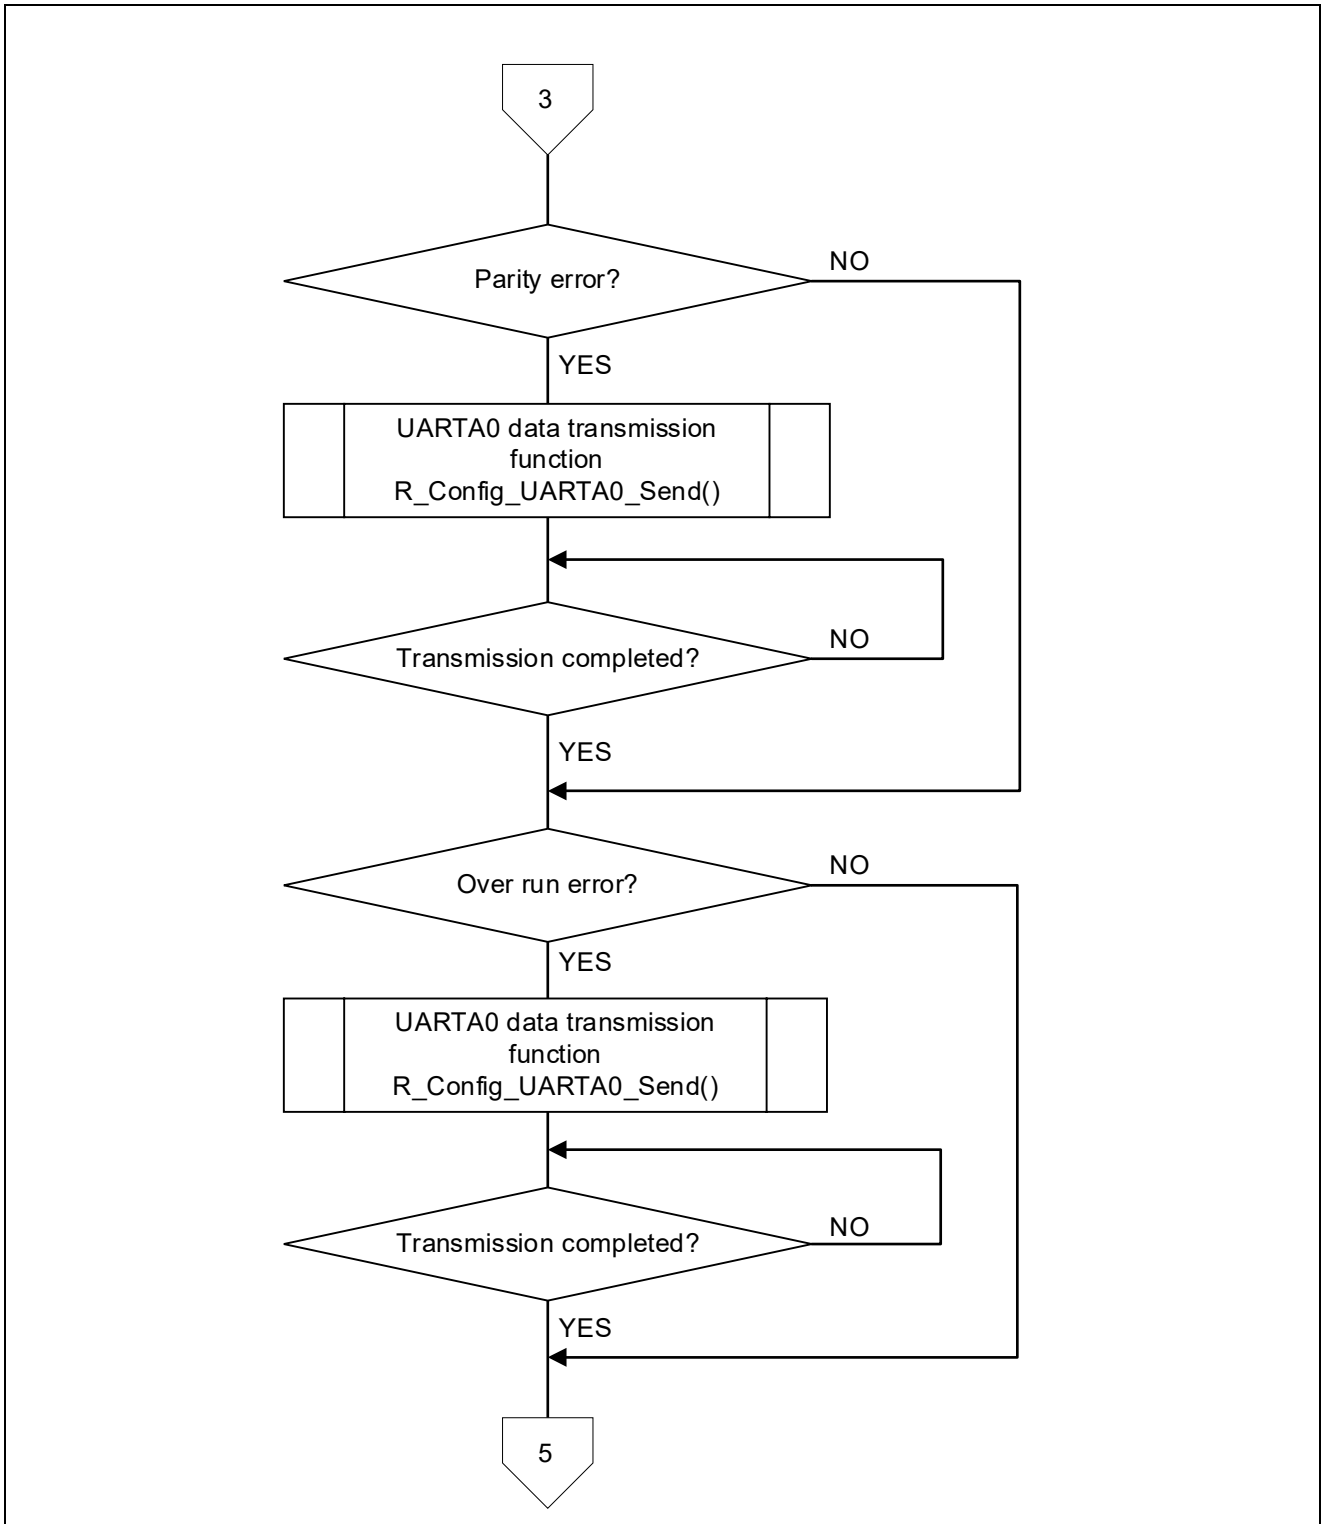 3
Parity error?
NO
YES
UARTA0 data transmission
function
R_Config_UARTA0_Send()
Transmission completed?
NO
YES
Over run error?
NO
YES
UARTA0 data transmission
function
R_Config_UARTA0_Send()
Transmission completed?
NO
YES
5